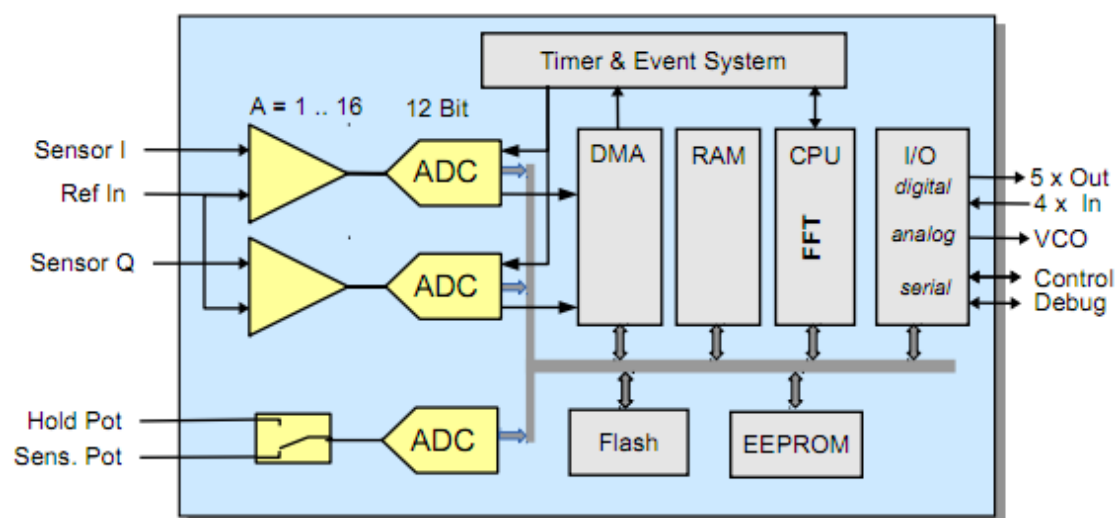 Timer & Event System
A = 1 .. 16
12 Bit
Sensor I
Ref In
Sensor Q
ADC
ADC
DMA
RAM
CPU
FFT
I/O
digital
analog
serial
5 x Out
4 x In
VCO
Control
Debug
Hold Pot
Sens. Pot
ADC
Flash
EEPROM